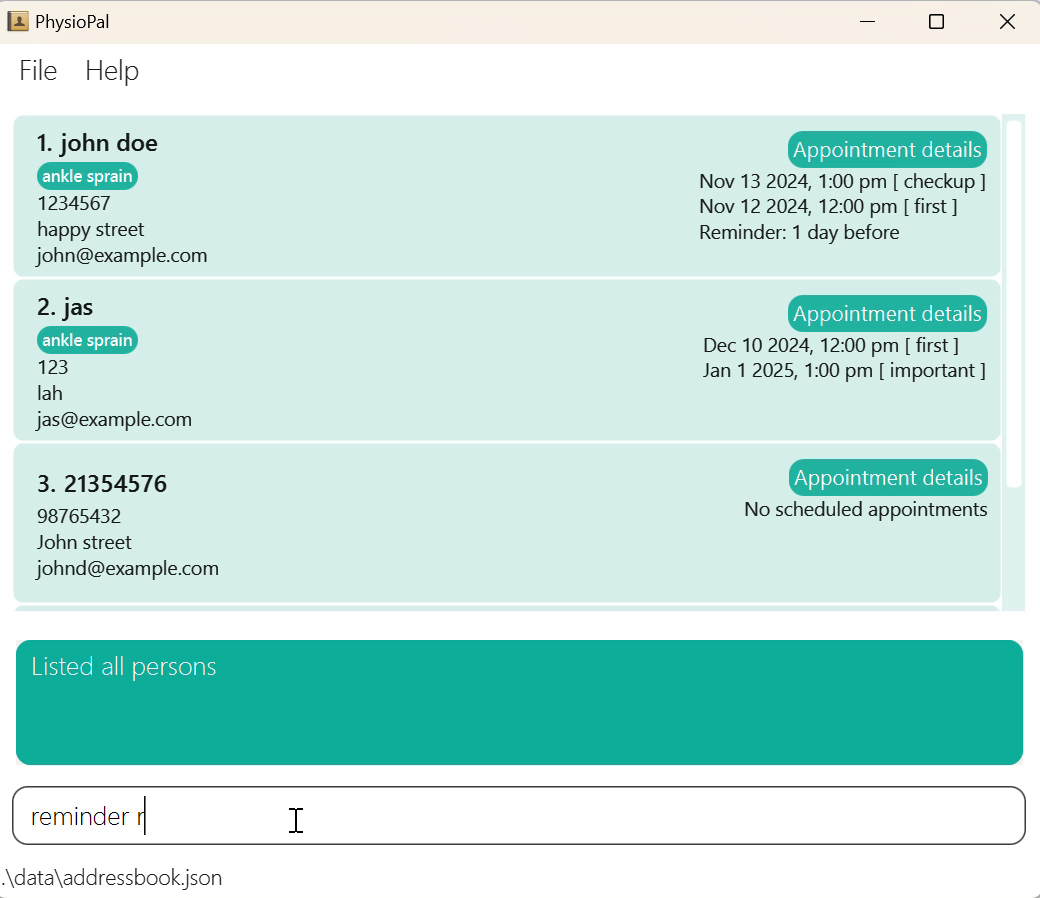 PhysioPal
File Help
1. john doe
ankle sprain
1234567
happy street
john@example.com
Appointment details
Nov 13 2024, 1:00 pm [ checkup ]
Nov 12 2024, 12:00 pm [ first ]
Reminder: 1 day before
2. jas
ankle sprain
123
lah
jas@example.com
Appointment details
Dec 10 2024, 12:00 pm [ first ]
Jan 1 2025, 1:00 pm [ important ]
3. 21354576
98765432
John street
johnd@example.com
Appointment details
No scheduled appointments
Listed all persons
reminder r
.\data\addressbook.json